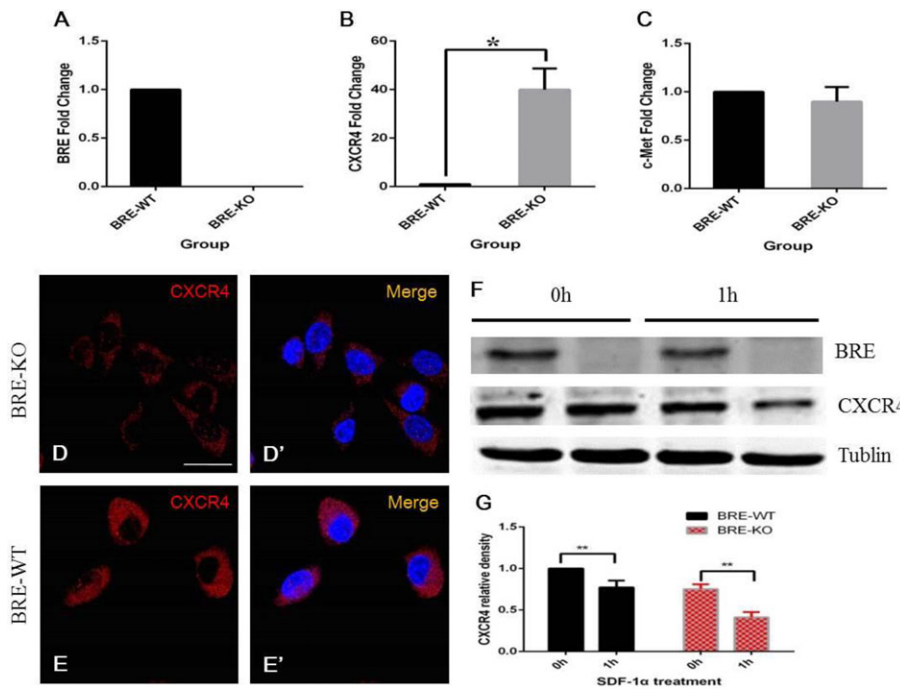 A
BRE Fold Change
1.5
1.0
0.5
0.0
BRE-WT
BRE-KO
Group
B
CXCR4 Fold Change
60
40
20
0
*
BRE-WT
BRE-KO
Group
C
c-Met Fold Change
1.5
1.0
0.5
0.0
BRE-WT
BRE-KO
Group
BRE-KO
CXCR4
D
Merge
D'
BRE-WT
CXCR4
E
Merge
E'
F
0h 1h
BRE
CXCR4
Tublin
G
BRE-WT
BRE-KO
CXCR4 relative density
1.5
1.0
0.5
0.0
**
**
0h 1h 0h 1h
SDF-1α treatment